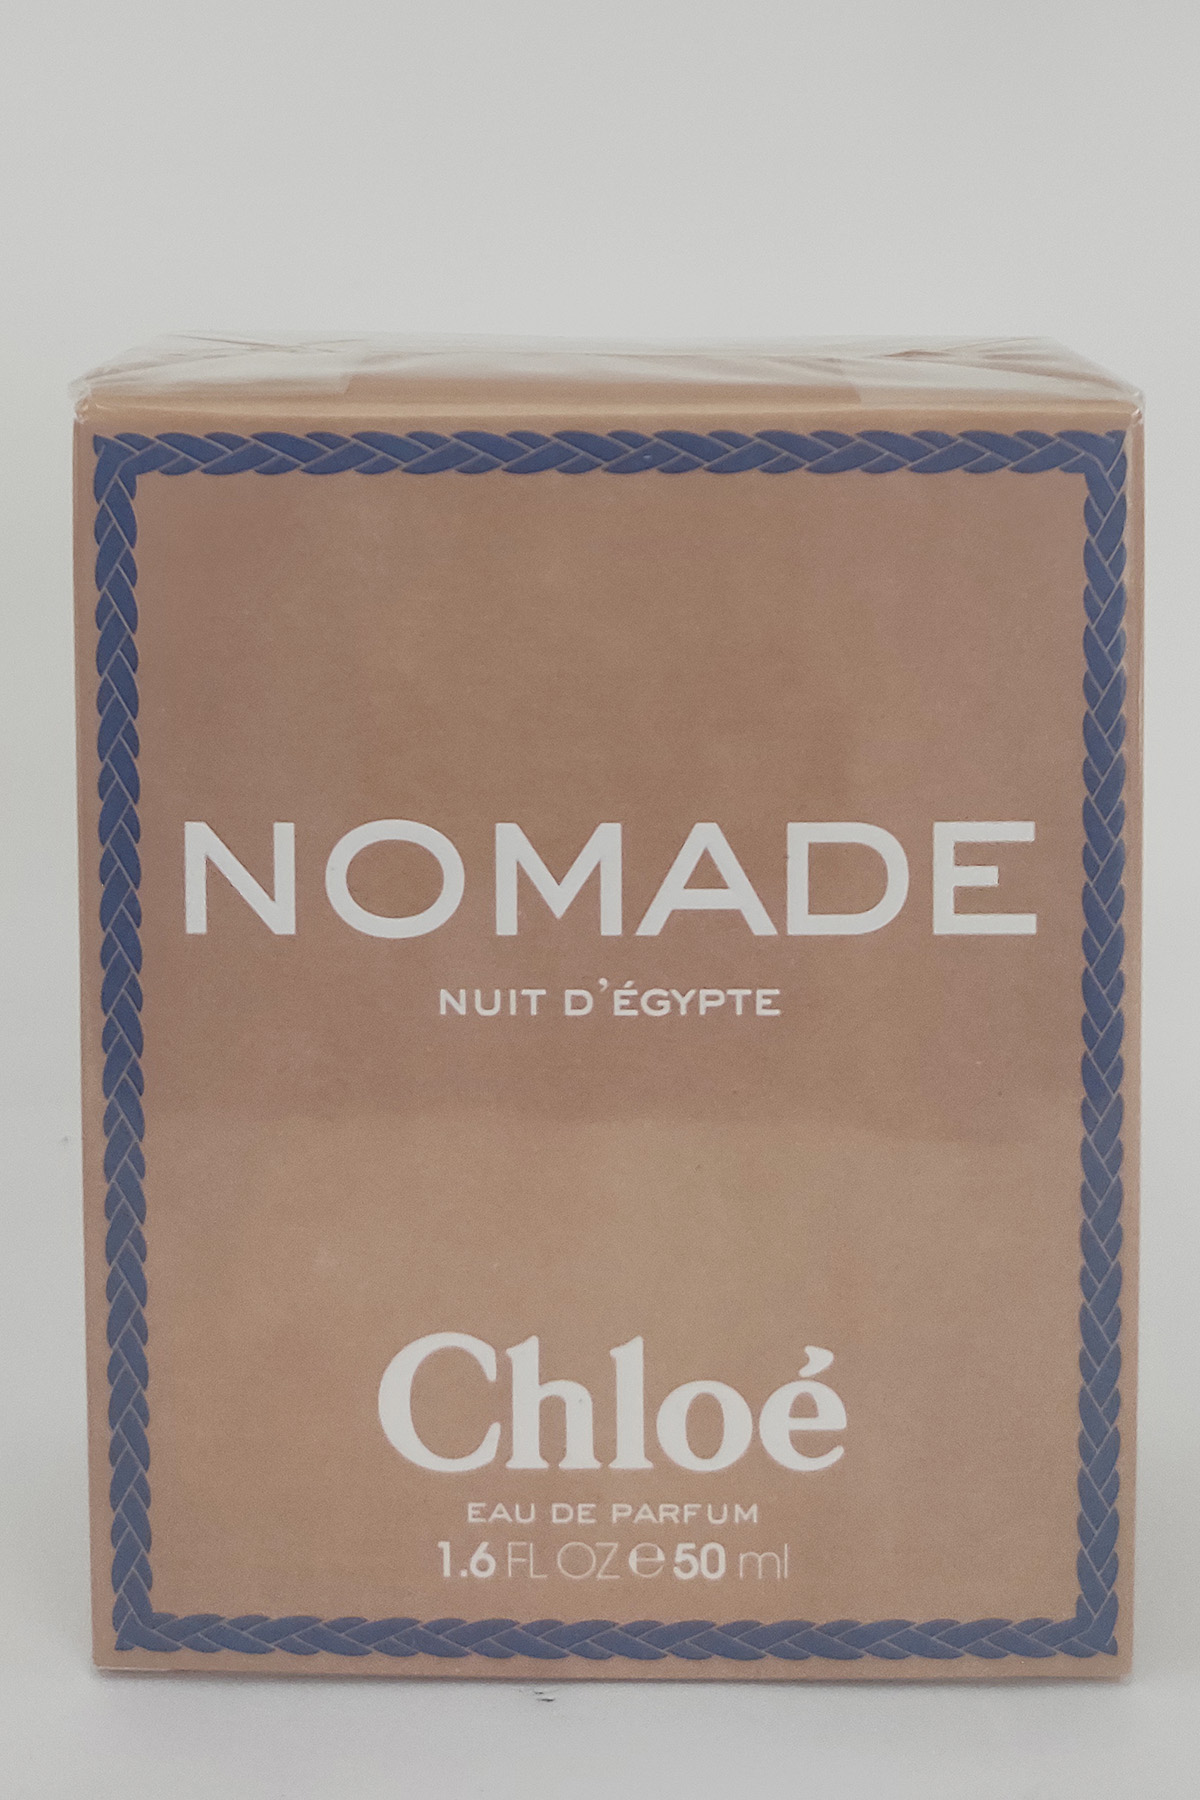 NOMADE
NUIT D'ÉGYPTE
Chloé
EAU DE PARFUM
1.6 FL OZ e 50 ml